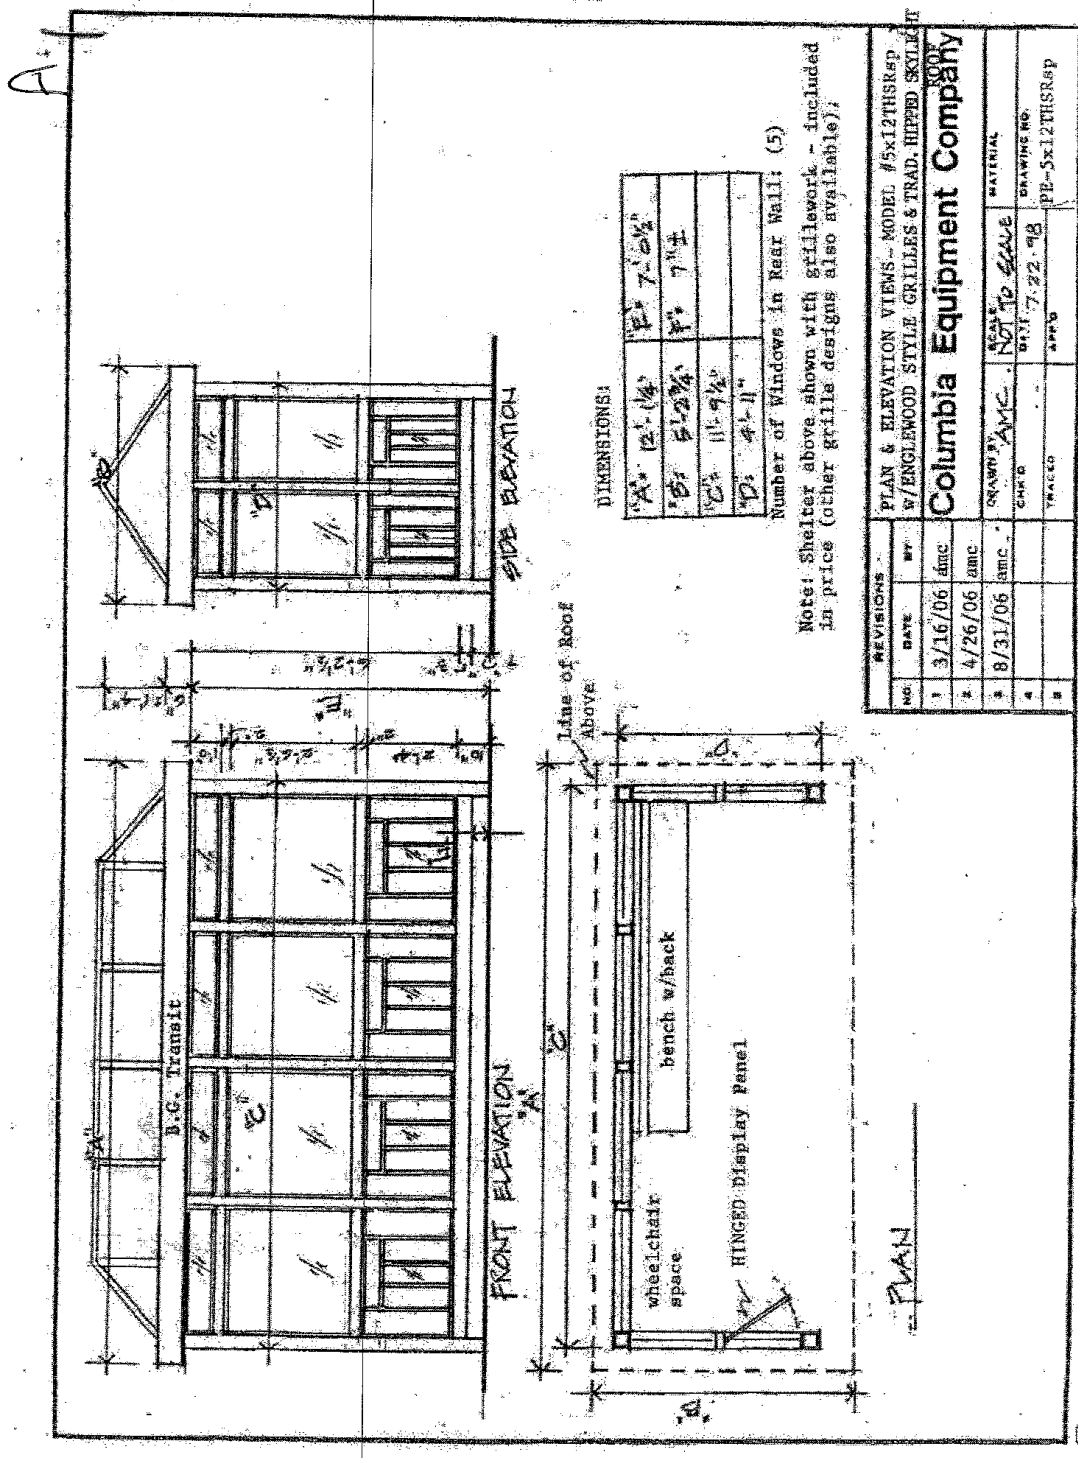 A
"A"
B.C. Transit
"C"
FRONT ELEVATION
"B"
"D"
SIDE ELEVATION
"E"
"A"
"C"
Line of Roof
Above
"D"
"B"
bench w/back
wheelchair
space
HINGED Display Panel
PLAN
DIMENSIONS:
"A": 12'-1¼" "E": 7'-0½"
"B": 5'-2¾" "F": 7"±
"C": 11'-9½"
"D": 4'-11"
Number of Windows in Rear Wall: (5)
Note: Shelter above shown with grillework - included
in price (other grille designs also available).
REVISIONS
NO. DATE BY
1 3/16/06 amc
2 4/26/06 amc
3 8/31/06 amc
4
5
PLAN & ELEVATION VIEWS- MODEL #5x12THSRsp
W/ENGLEWOOD STYLE GRILLES & TRAD. HIPPED SKYLIGHT
ROOF
Columbia Equipment Company
DRAWN BY AMC SCALE NOT TO SCALE MATERIAL
CHK'D DATE 7.22.98 DRAWING NO.
TRACED APP'D PE-5x12THSRsp